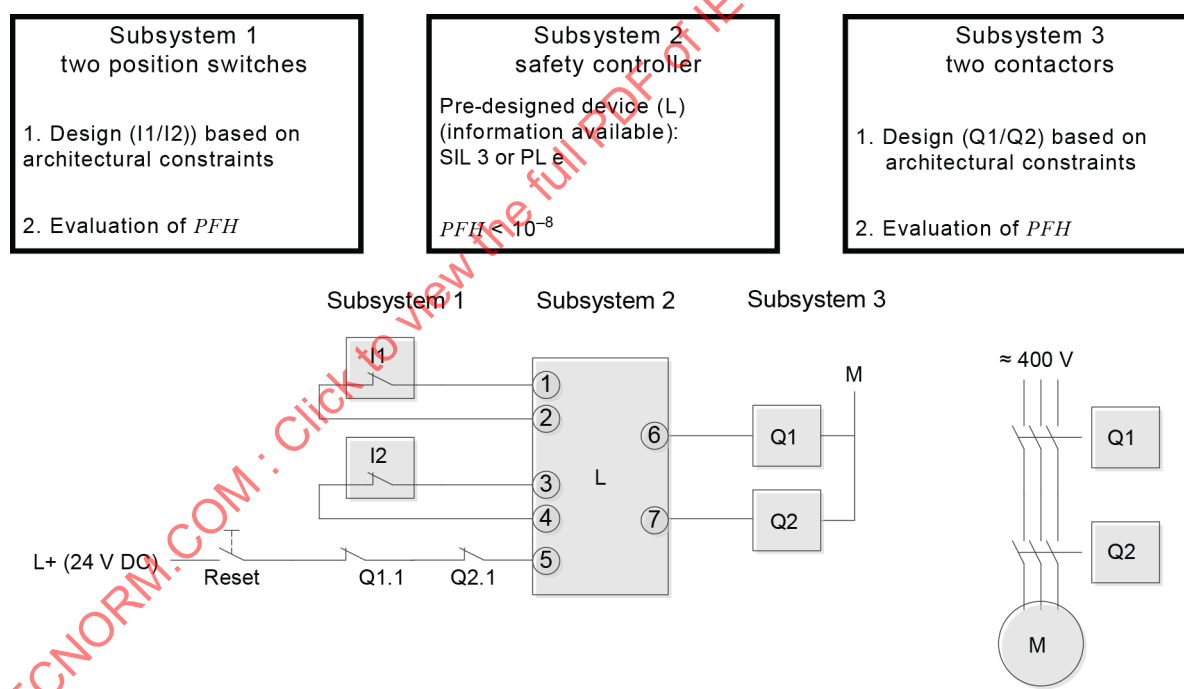 Subsystem 1
two position switches
1. Design (I1/I2)) based on
architectural constraints
2. Evaluation of PFH
Subsystem 2
safety controller
Pre-designed device (L)
(information available):
SIL 3 or PL e
PFH < 10⁻⁸
Subsystem 3
two contactors
1. Design (Q1/Q2) based on
architectural constraints
2. Evaluation of PFH
Subsystem 1
Subsystem 2
Subsystem 3
I1
1
2
I2
3
4
L+ (24 V DC)
Reset
Q1.1
Q2.1
5
L
6
7
Q1
Q2
M
≈ 400 V
Q1
Q2
M
ECNORM.COM : Click to view the full PDF of IE